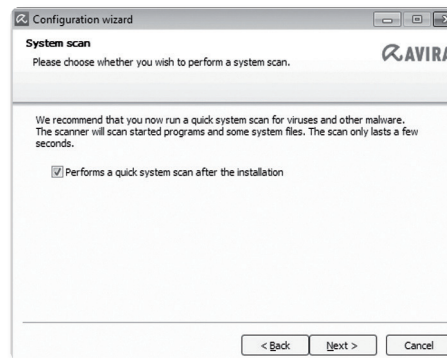 Configuration wizard
System scan
Please choose whether you wish to perform a system scan.
AVIRA
We recommend that you now run a quick system scan for viruses and other malware.
The scanner will scan started programs and some system files. The scan only lasts a few
seconds.
Performs a quick system scan after the installation
< Back
Next >
Cancel